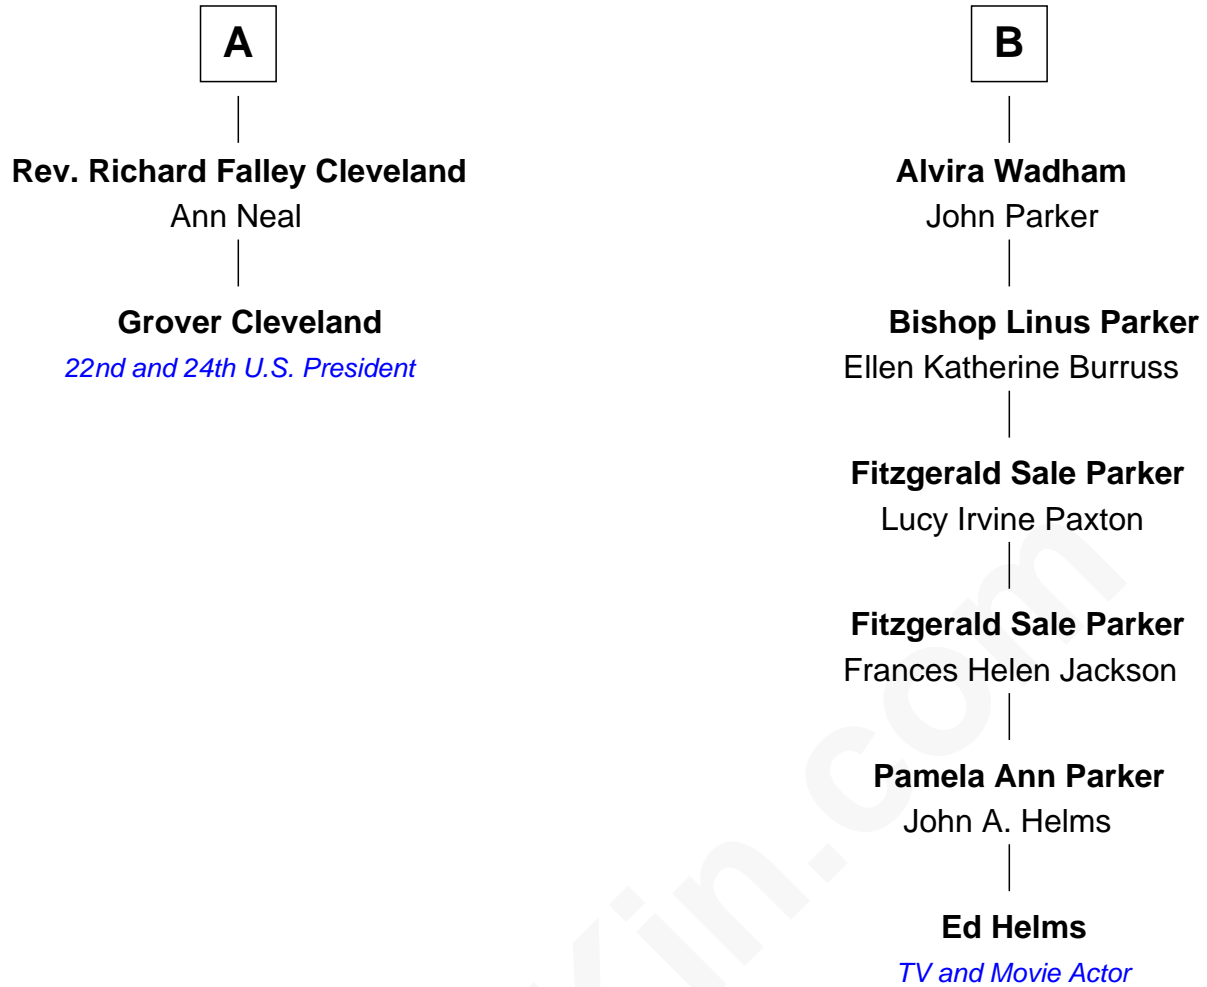 A
Rev. Richard Falley Cleveland
Ann Neal
Grover Cleveland
22nd and 24th U.S. President
B
Alvira Wadham
John Parker
Bishop Linus Parker
Ellen Katherine Burruss
Fitzgerald Sale Parker
Lucy Irvine Paxton
Fitzgerald Sale Parker
Frances Helen Jackson
Pamela Ann Parker
John A. Helms
Ed Helms
TV and Movie Actor
Kin.com